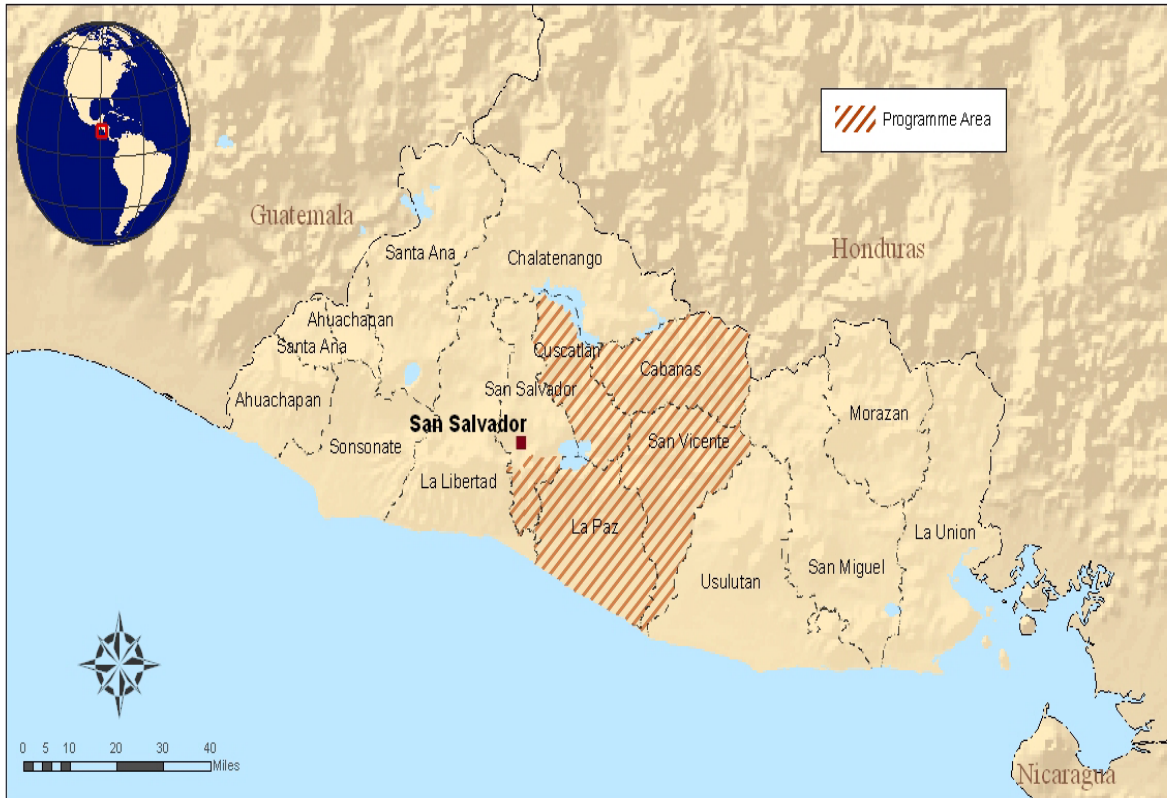 Programme Area
Guatemala
Honduras
Santa Ana
Chalatenango
Ahuachapan
Santa Ana
Cuscatlan
Cabanas
San Salvador
Ahuachapan
Morazan
San Salvador
San Vicente
Sonsonate
La Libertad
La Paz
La Union
Usulutan
San Miguel
0 5 10 20 30 40
Miles
Nicaragua